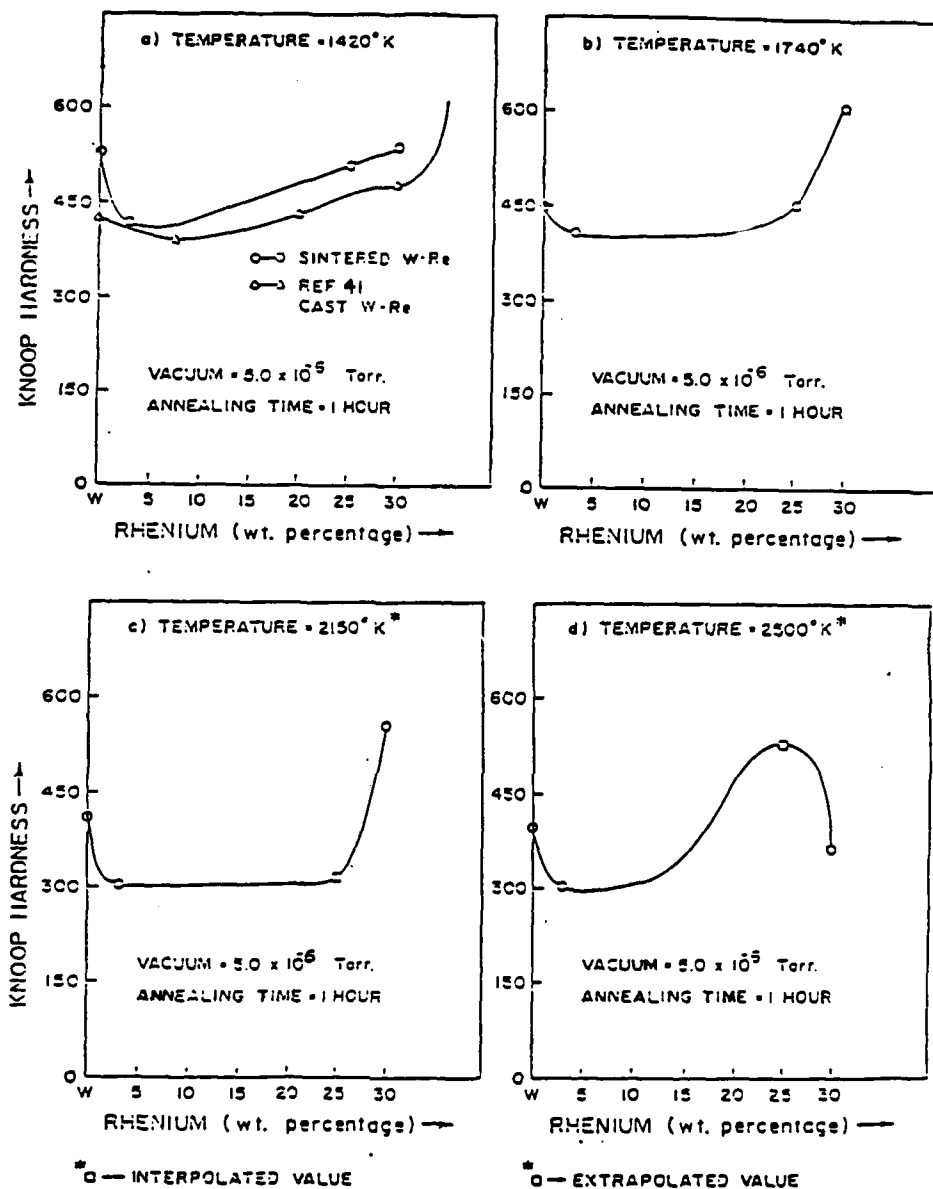 a) TEMPERATURE = 1420° K
600
450
300
150
0
KNOOP HARDNESS →
SINTERED W-Re
REF 41
CAST W-Re
VACUUM = 5.0 x 10-6 Torr.
ANNEALING TIME = 1 HOUR
W 5 10 15 20 25 30
RHENIUM (wt. percentage) →
b) TEMPERATURE = 1740° K
600
450
300
150
0
VACUUM = 5.0 x 10-6 Torr.
ANNEALING TIME = 1 HOUR
W 5 10 15 20 25 30
RHENIUM (wt. percentage) →
c) TEMPERATURE = 2150° K*
600
450
300
150
0
KNOOP HARDNESS →
VACUUM = 5.0 x 10-6 Torr.
ANNEALING TIME = 1 HOUR
W 5 10 15 20 25 30
RHENIUM (wt. percentage) →
*□ — INTERPOLATED VALUE
d) TEMPERATURE = 2500° K*
600
450
300
150
0
VACUUM = 5.0 x 10-6 Torr.
ANNEALING TIME = 1 HOUR
W 5 10 15 20 25 30
RHENIUM (wt. percentage) →
*□ → EXTRAPOLATED VALUE